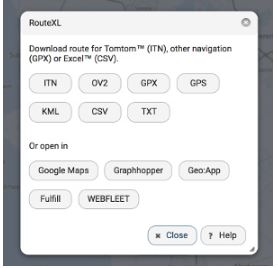 RouteXL
Download route for Tomtom™ (ITN), other navigation
(GPX) or Excel™ (CSV).
ITN OV2 GPX GPS
KML CSV TXT
Or open in
Google Maps Graphhopper Geo:App
Fulfill WEBFLEET
× Close ? Help